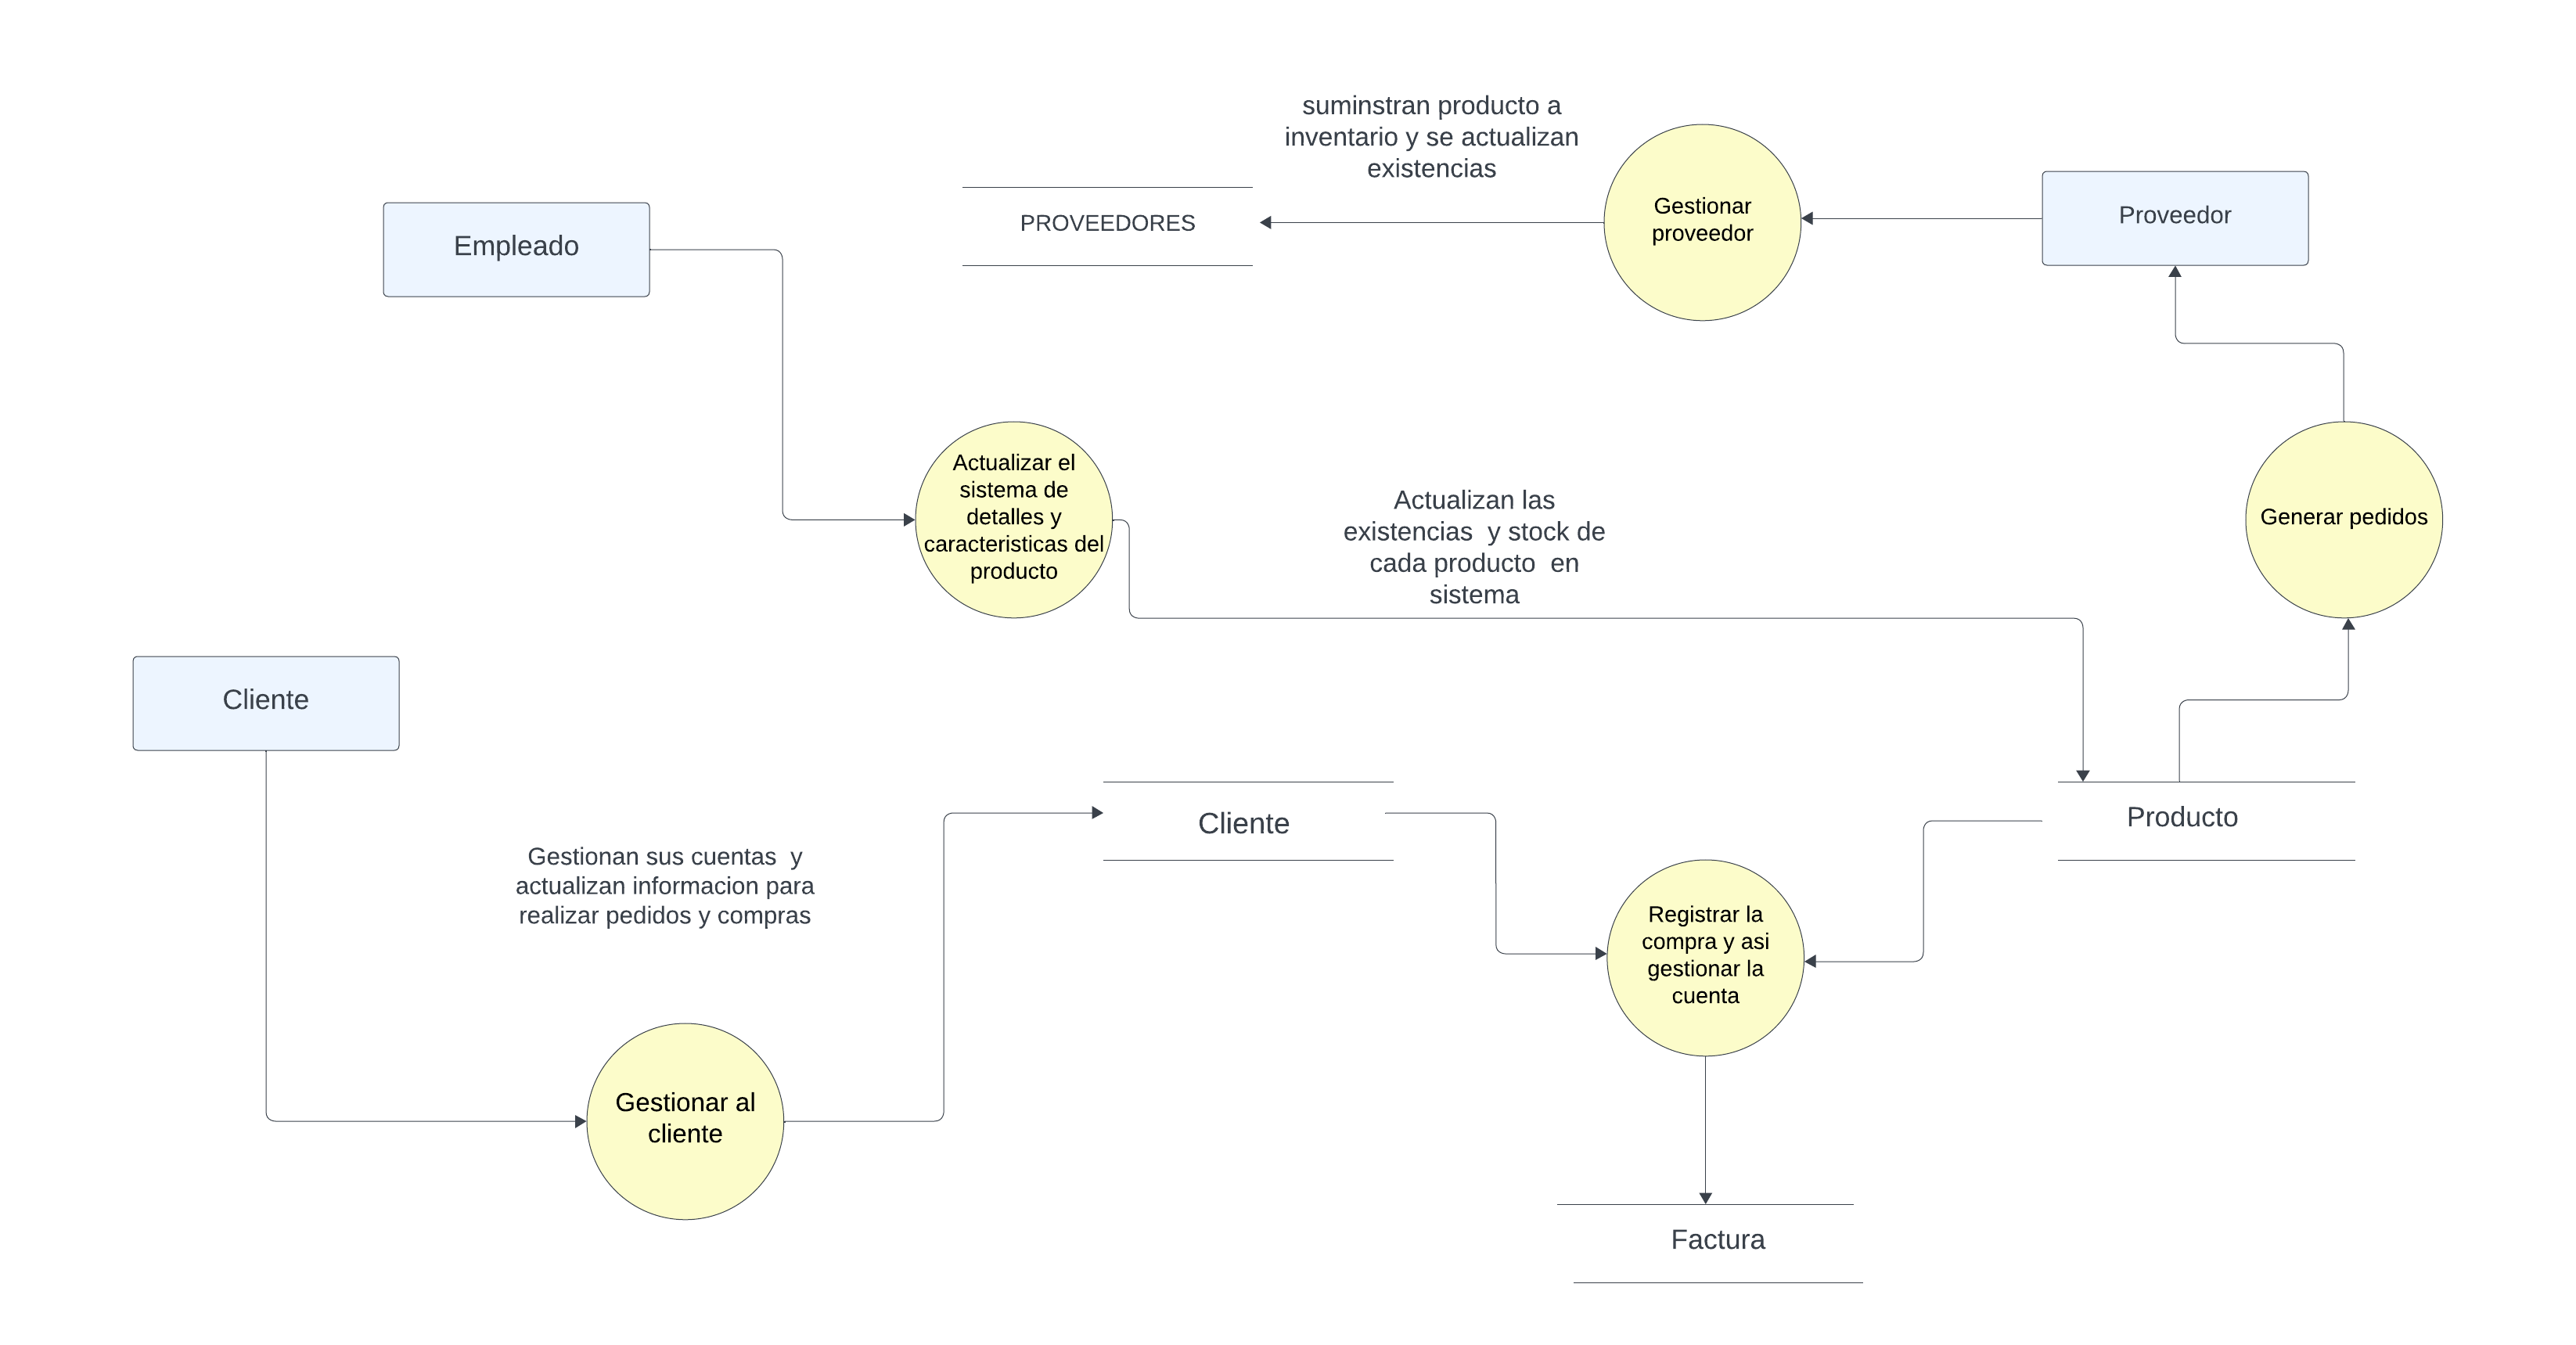 suminstran producto a
inventario y se actualizan
existencias
PROVEEDORES
Gestionar
proveedor
Proveedor
Empleado
Actualizar el
sistema de
detalles y
caracteristicas del
producto
Actualizan las
existencias  y stock de
cada producto  en
sistema
Generar pedidos
Cliente
Cliente
Producto
Gestionan sus cuentas  y
actualizan informacion para
realizar pedidos y compras
Registrar la
compra y asi
gestionar la
cuenta
Gestionar al
cliente
Factura